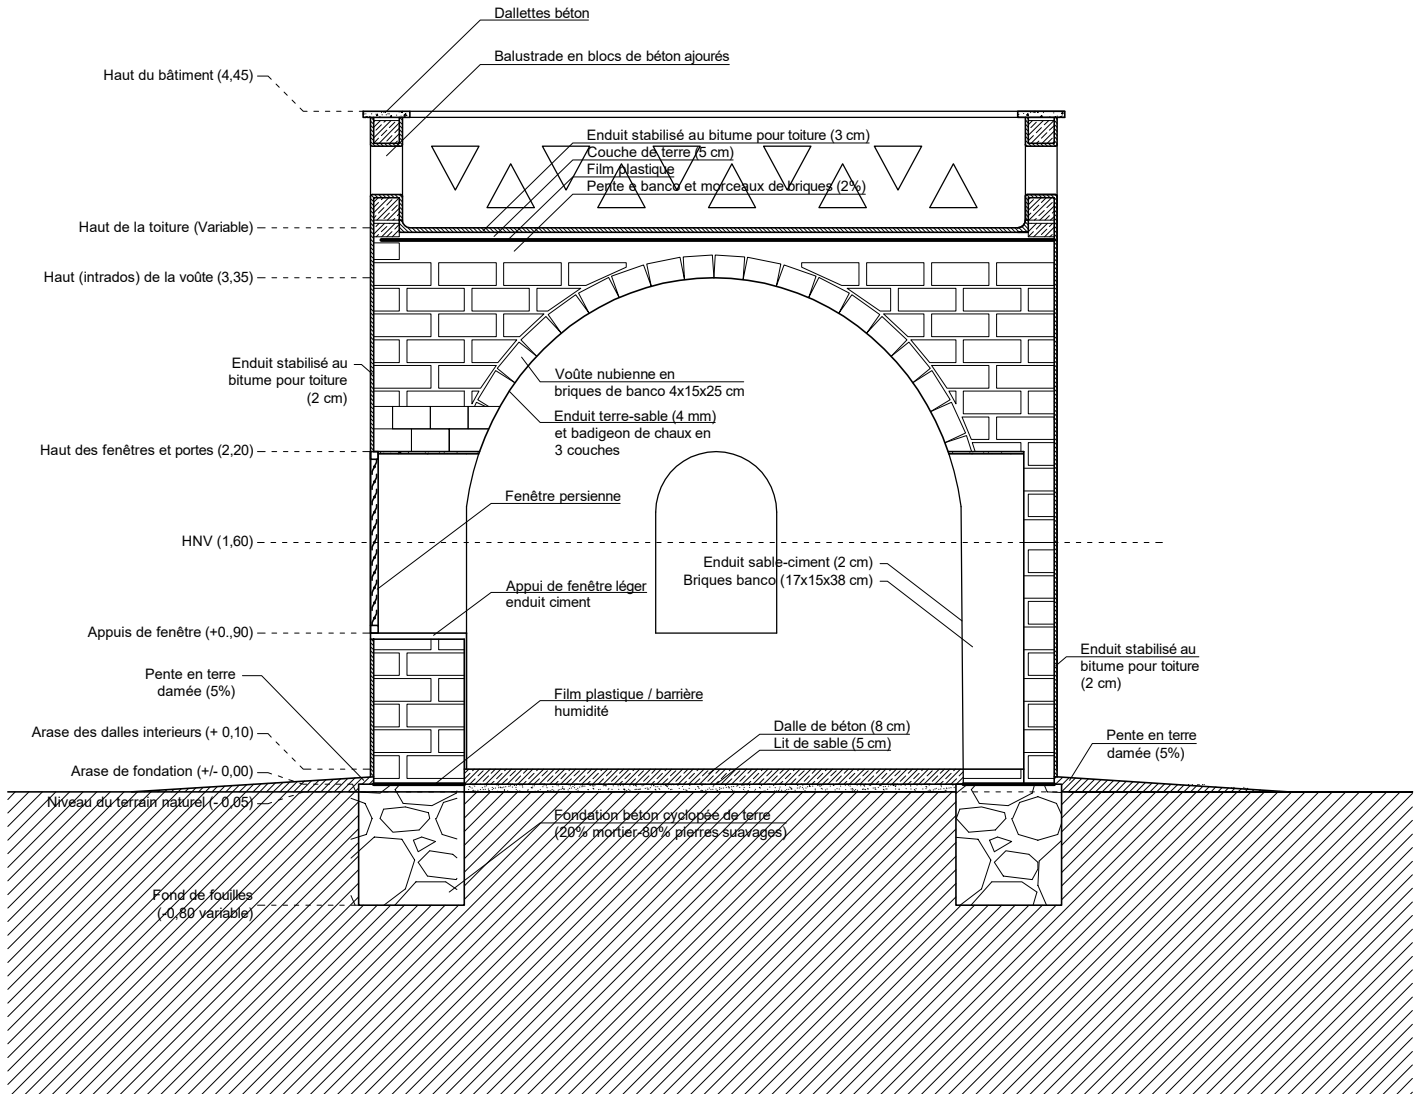 Dallettes béton
Balustrade en blocs de béton ajourés
Haut du bâtiment (4,45)
Enduit stabilisé au bitume pour toiture (3 cm)
Couche de terre (5 cm)
Film plastique
Pente e banco et morceaux de briques (2%)
Haut de la toiture (Variable)
Haut (intrados) de la voûte (3,35)
Enduit stabilisé au
bitume pour toiture
(2 cm)
Voûte nubienne en
briques de banco 4x15x25 cm
Enduit terre-sable (4 mm)
et badigeon de chaux en
3 couches
Haut des fenêtres et portes (2,20)
Fenêtre persienne
HNV (1,60)
Enduit sable-ciment (2 cm)
Briques banco (17x15x38 cm)
Appui de fenêtre léger
enduit ciment
Appuis de fenêtre (+0.,90)
Enduit stabilisé au
bitume pour toiture
(2 cm)
Pente en terre
damée (5%)
Film plastique / barrière
humidité
Arase des dalles interieurs (+ 0,10)
Dalle de béton (8 cm)
Lit de sable (5 cm)
Pente en terre
damée (5%)
Arase de fondation (+/- 0,00)
Niveau du terrain naturel (- 0,05)
Fondation béton cyclopée de terre
(20% mortier-80% pierres suavages)
Fond de fouilles
(-0,80 variable)